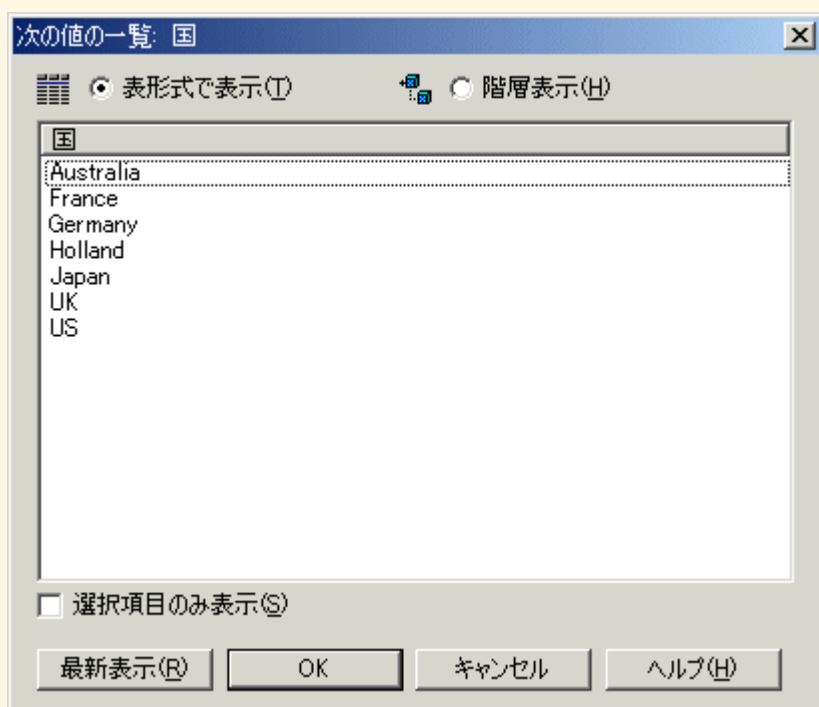 次の値の一覧: 国
表形式で表示(T) 階層表示(H)
国
Australia
France
Germany
Holland
Japan
UK
US
選択項目のみ表示(S)
最新表示(R) OK キャンセル ヘルプ(H)